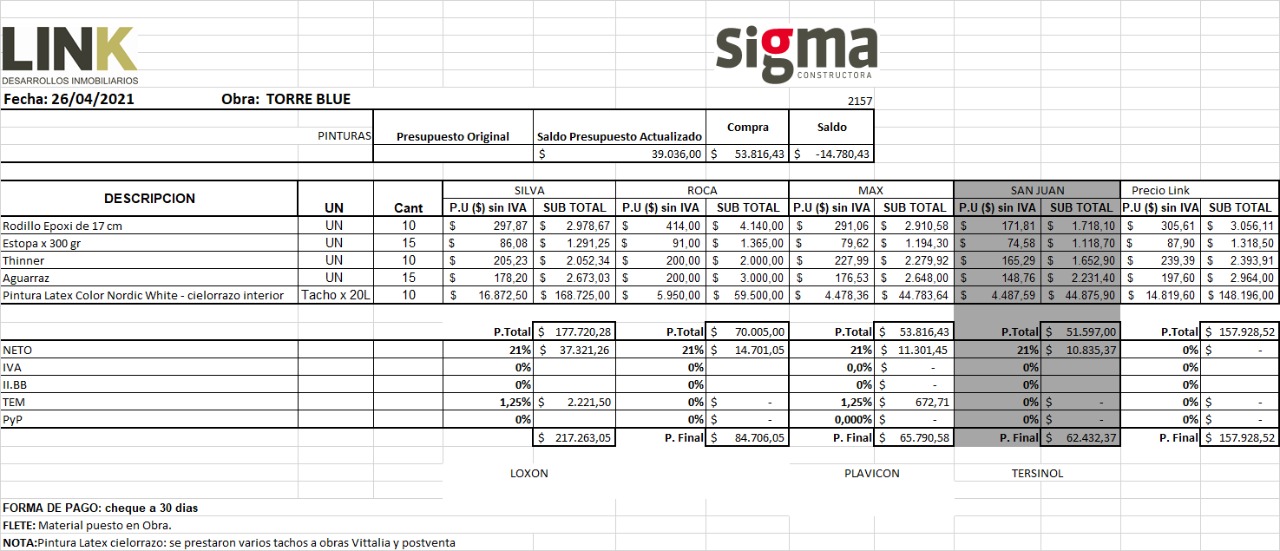 LINK
DESARROLLOS INMOBILIARIOS
sigma
CONSTRUCTORA
Fecha: 26/04/2021 Obra: TORRE BLUE 2157
PINTURAS Presupuesto Original Saldo Presupuesto Actualizado Compra Saldo
$ 39.036,00 $ 53.816,43 $ -14.780,43
DESCRIPCION UN Cant SILVA ROCA MAX SAN JUAN Precio Link
P.U ($) sin IVA SUB TOTAL P.U ($) sin IVA SUB TOTAL P.U ($) sin IVA SUB TOTAL P.U ($) sin IVA SUB TOTAL P.U ($) sin IVA SUB TOTAL
Rodillo Epoxi de 17 cm UN 10 $ 297,87 $ 2.978,67 $ 414,00 $ 4.140,00 $ 291,06 $ 2.910,58 $ 171,81 $ 1.718,10 $ 305,61 $ 3.056,11
Estopa x 300 gr UN 15 $ 86,08 $ 1.291,25 $ 91,00 $ 1.365,00 $ 79,62 $ 1.194,30 $ 74,58 $ 1.118,70 $ 87,90 $ 1.318,50
Thinner UN 10 $ 205,23 $ 2.052,34 $ 200,00 $ 2.000,00 $ 227,99 $ 2.279,92 $ 165,29 $ 1.652,90 $ 239,39 $ 2.393,91
Aguarraz UN 15 $ 178,20 $ 2.673,03 $ 200,00 $ 3.000,00 $ 176,53 $ 2.648,00 $ 148,76 $ 2.231,40 $ 197,60 $ 2.964,00
Pintura Latex Color Nordic White - cielorrazo interior Tacho x 20L 10 $ 16.872,50 $ 168.725,00 $ 5.950,00 $ 59.500,00 $ 4.478,36 $ 44.783,64 $ 4.487,59 $ 44.875,90 $ 14.819,60 $ 148.196,00
P.Total $ 177.720,28 P.Total $ 70.005,00 P.Total $ 53.816,43 P.Total $ 51.597,00 P.Total $ 157.928,52
NETO 21% $ 37.321,26 21% $ 14.701,05 21% $ 11.301,45 21% $ 10.835,37 0% $ -
IVA 0% 0% 0,0% $ - 0% 0%
II.BB 0% 0% 0% $ - 0% 0%
TEM 1,25% $ 2.221,50 0% $ - 1,25% $ 672,71 0% $ - 0% $ -
PyP 0% 0% $ - 0,000% $ - 0% $ - 0% $ -
$ 217.263,05 P. Final $ 84.706,05 P. Final $ 65.790,58 P. Final $ 62.432,37 P. Final $ 157.928,52
LOXON PLAVICON TERSINOL
FORMA DE PAGO: cheque a 30 dias
FLETE: Material puesto en Obra.
NOTA:Pintura Latex cielorrazo: se prestaron varios tachos a obras Vittalia y postventa